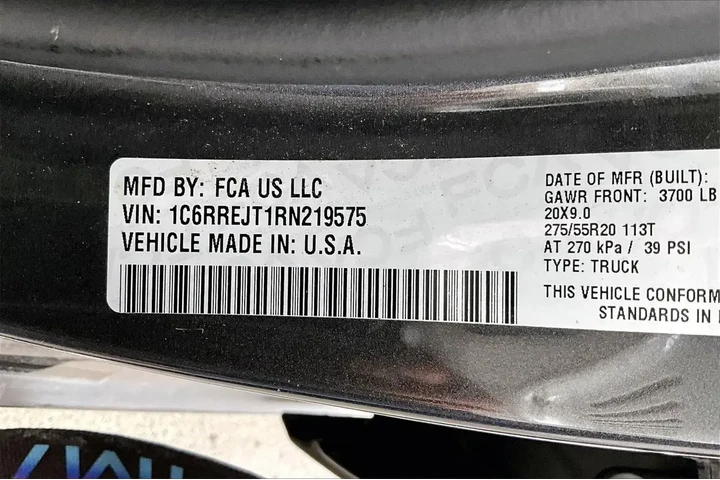 MFD BY: FCA US LLC
VIN: 1C6RREJT1RN219575
VEHICLE MADE IN: U.S.A.
DATE OF MFR (BUILT):
GAWR FRONT: 3700 LB
20X9.0
275/55R20 113T
AT 270 kPa / 39 PSI
TYPE: TRUCK
THIS VEHICLE CONFORM
STANDARDS IN